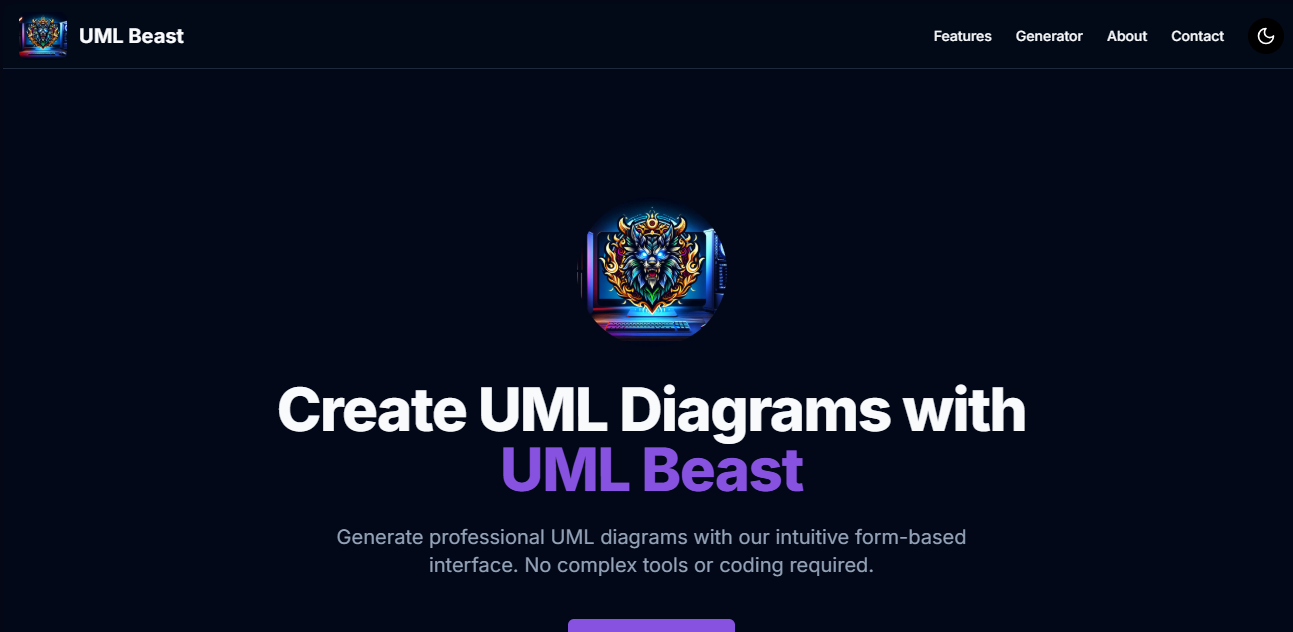 UML Beast
Features
Generator
About
Contact
Create UML Diagrams with
UML Beast
Generate professional UML diagrams with our intuitive form-based
interface. No complex tools or coding required.